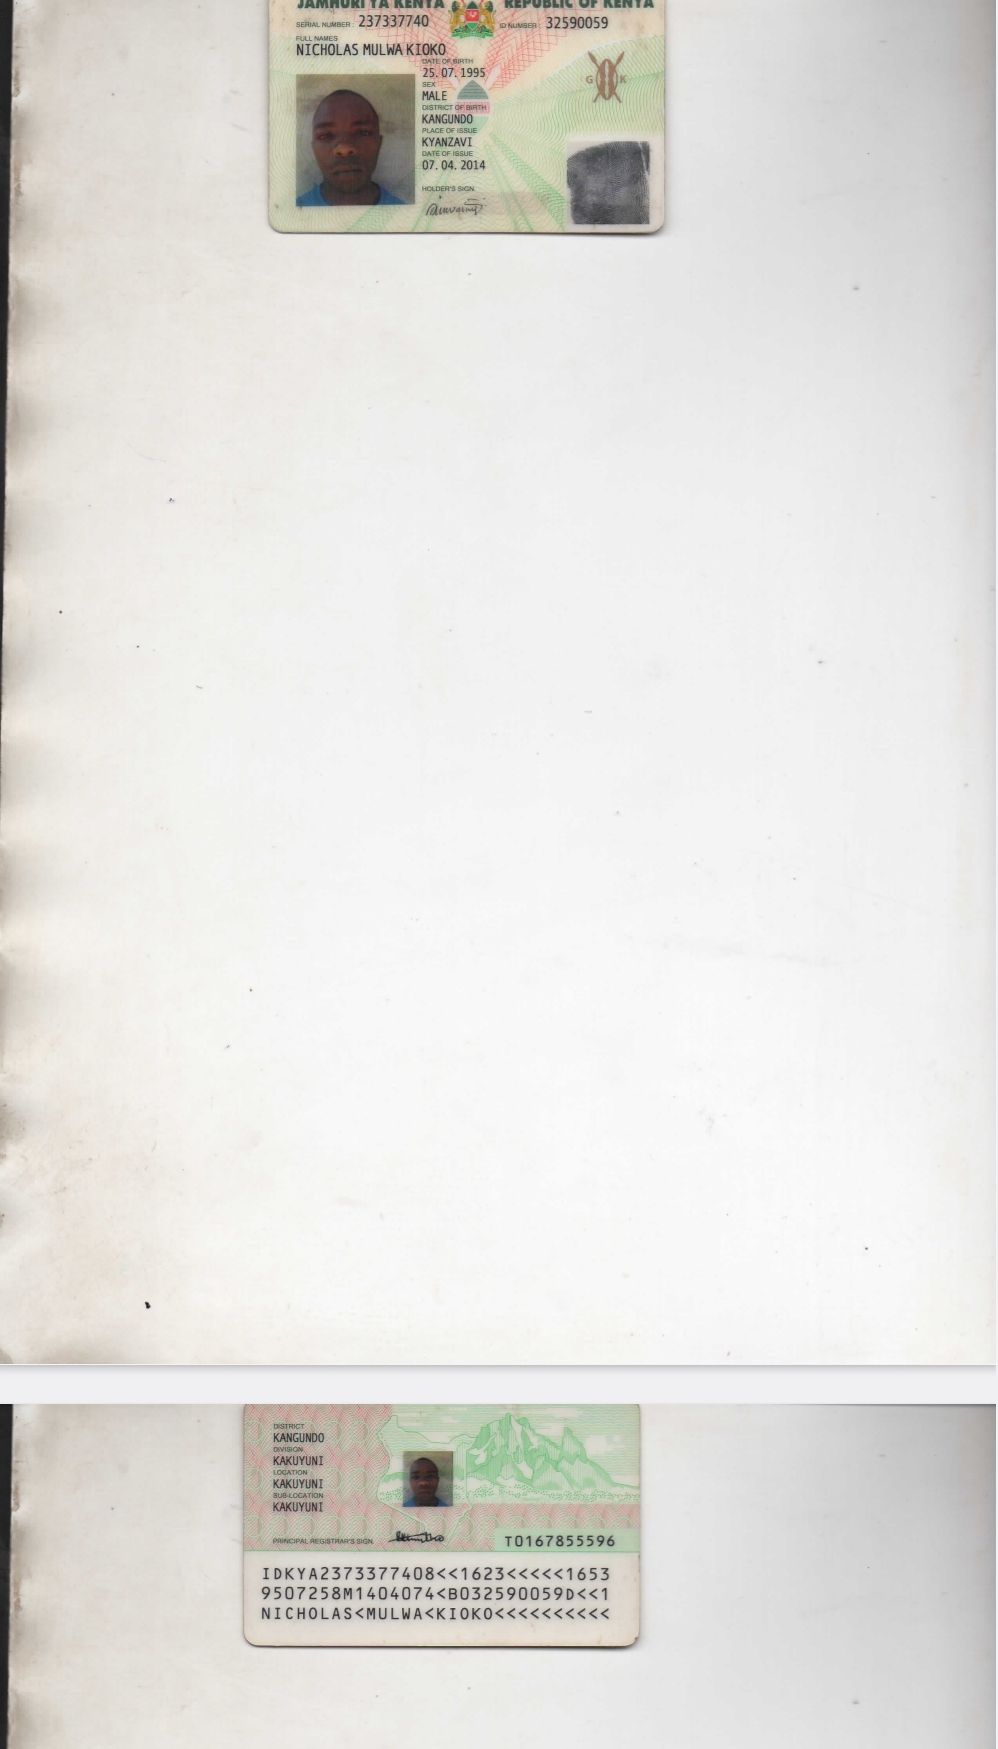 JAMHURI YA KENYA REPUBLIC OF KENYA
SERIAL NUMBER: 237337740 ID NUMBER: 32590059
FULL NAMES
NICHOLAS MULWA KIOKO
DATE OF BIRTH
25.07.1995
SEX
MALE
DISTRICT OF BIRTH
KANGUNDO
PLACE OF ISSUE
KYANZAVI
DATE OF ISSUE
07.04.2014
HOLDER'S SIGN.
G K
DISTRICT
KANGUNDO
DIVISION
KAKUYUNI
LOCATION
KAKUYUNI
SUB-LOCATION
KAKUYUNI
PRINCIPAL REGISTRAR'S SIGN.
T0167855596
IDKYA2373377408<<1623<<<<<1653
9507258M1404074<B032590059D<<1
NICHOLAS<MULWA<KIOKO<<<<<<<<<<